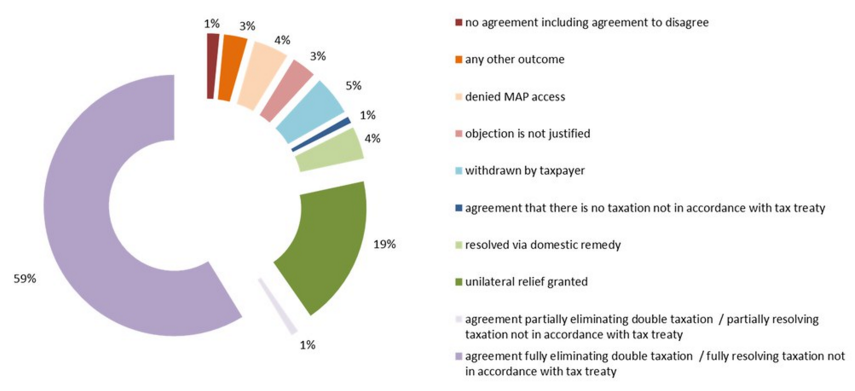 1%
3%
4%
3%
5%
1%
4%
19%
1%
59%
no agreement including agreement to disagree
any other outcome
denied MAP access
objection is not justified
withdrawn by taxpayer
agreement that there is no taxation not in accordance with tax treaty
resolved via domestic remedy
unilateral relief granted
agreement partially eliminating double taxation / partially resolving
taxation not in accordance with tax treaty
agreement fully eliminating double taxation / fully resolving taxation not
in accordance with tax treaty